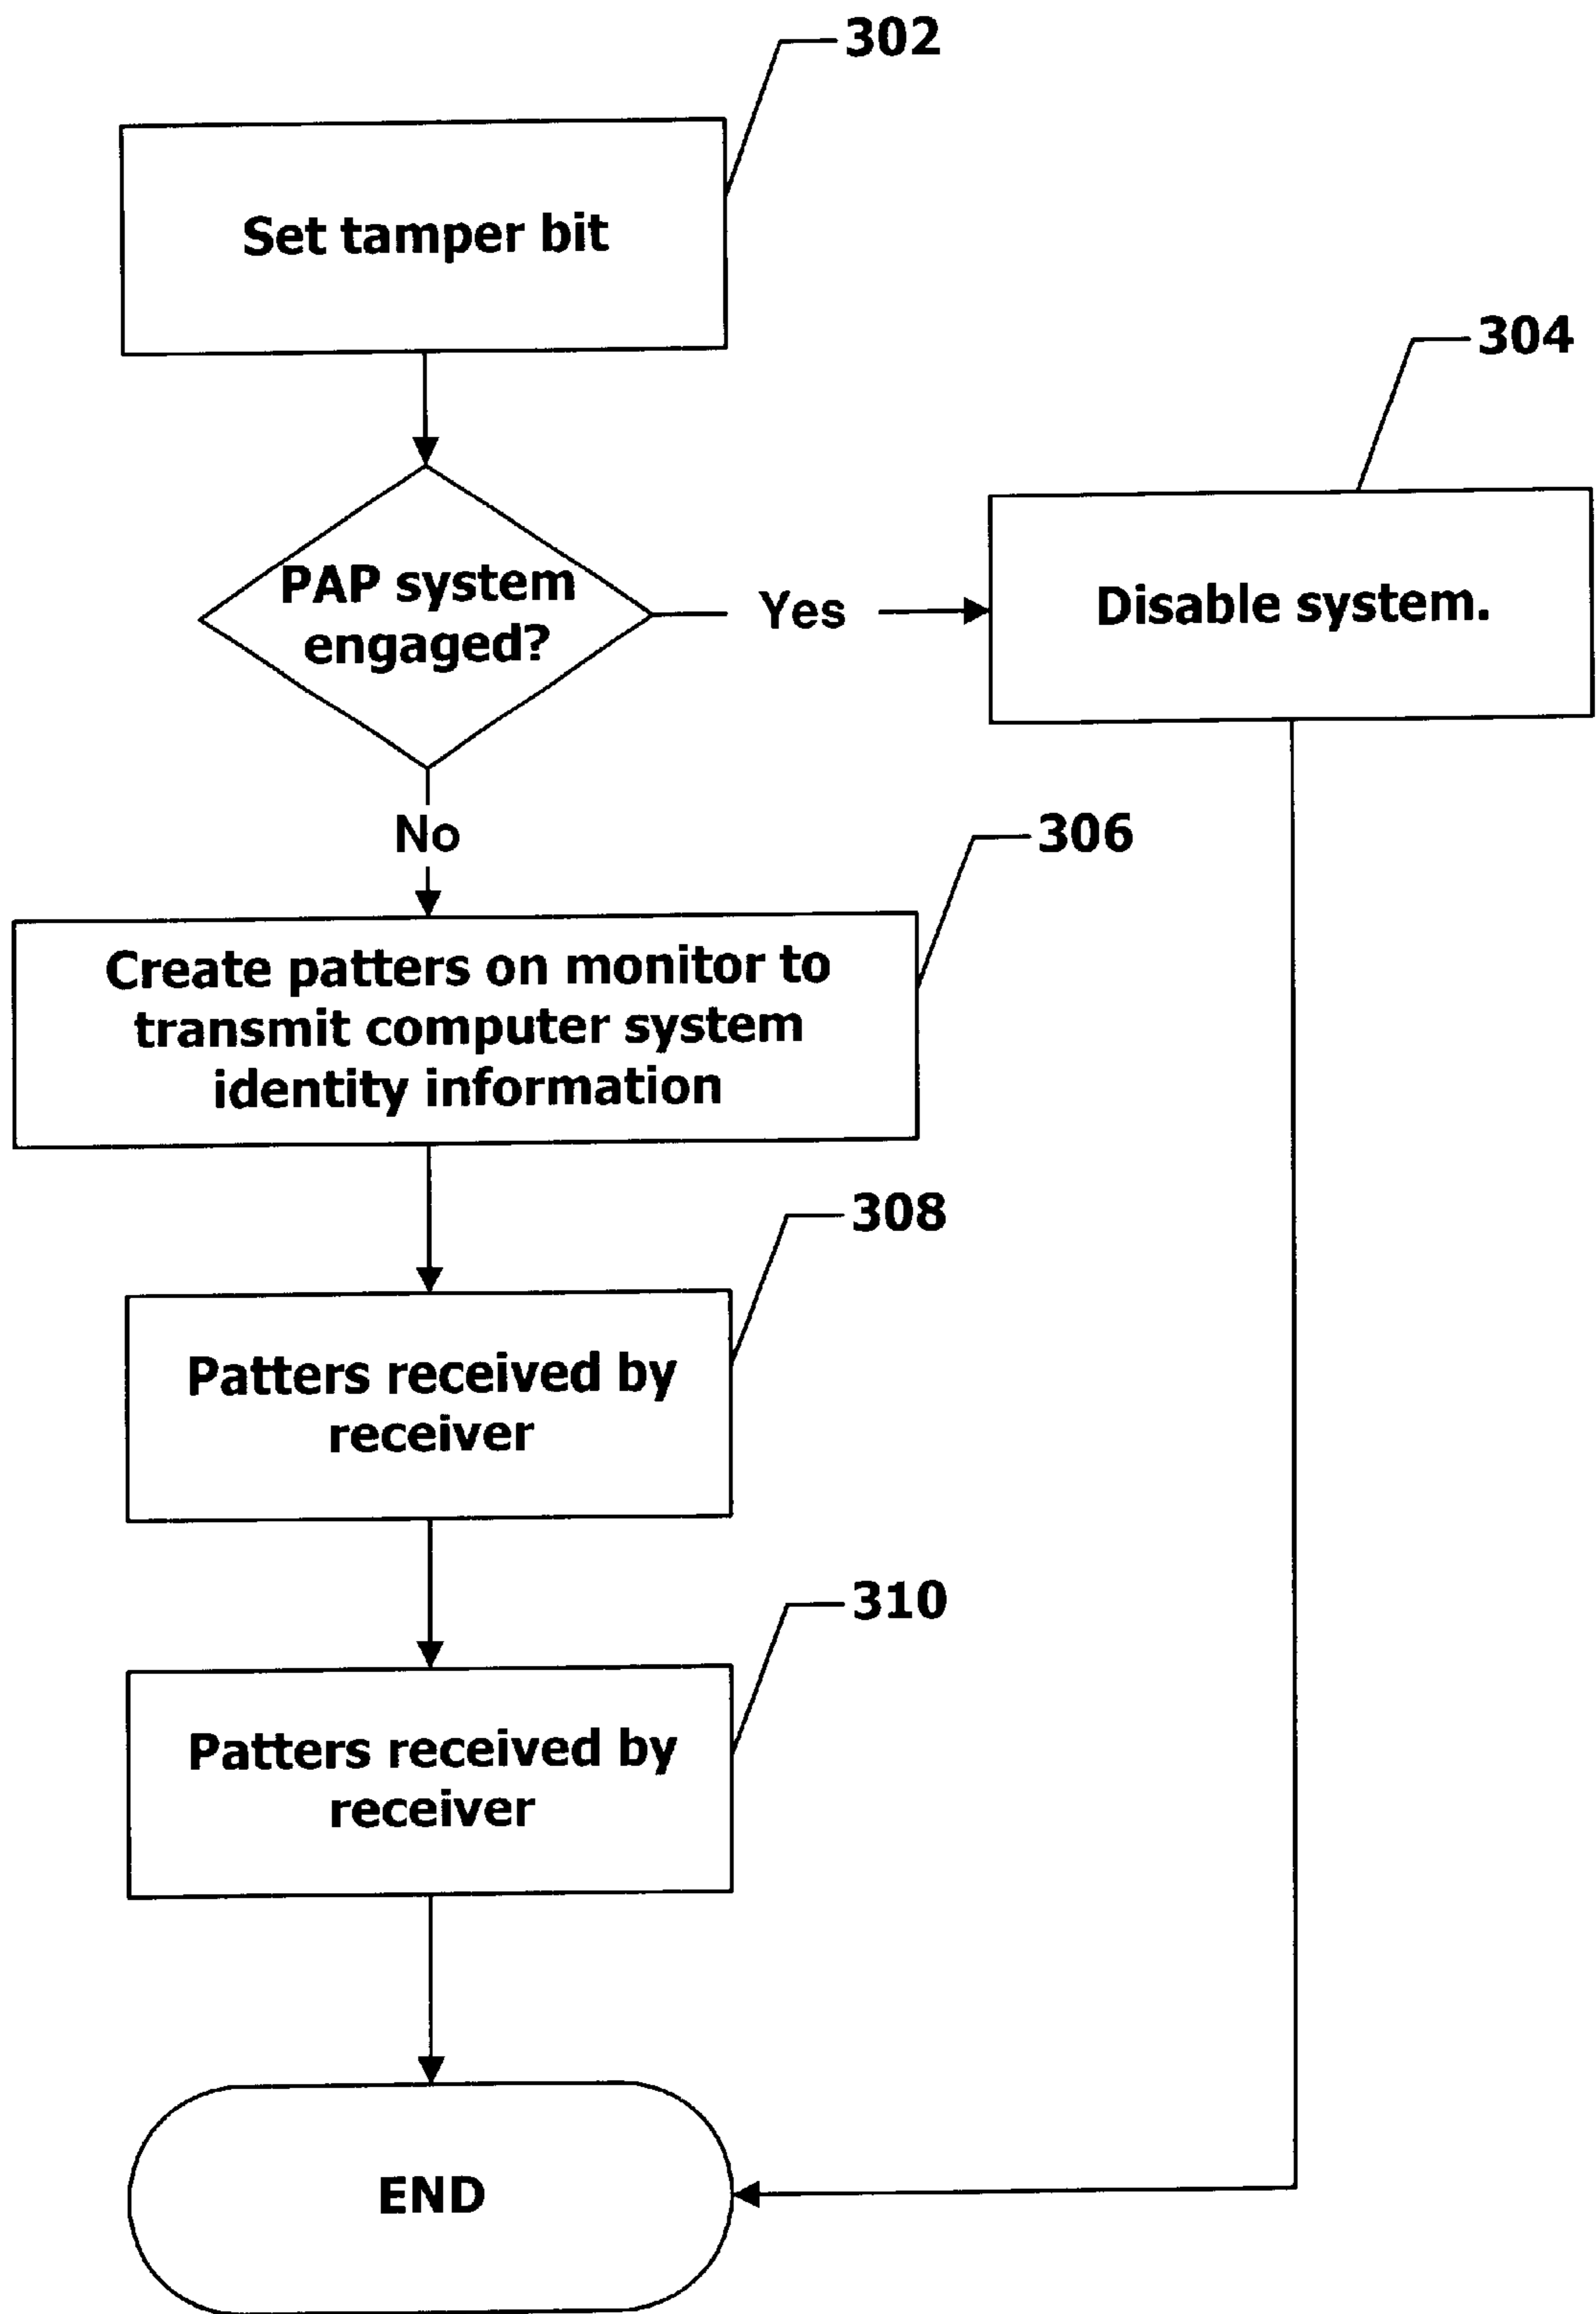 302
Set tamper bit
304
PAP system
engaged?
Yes
Disable system.
No
306
Create patters on monitor to
transmit computer system
identity information
308
Patters received by
receiver
310
Patters received by
receiver
END